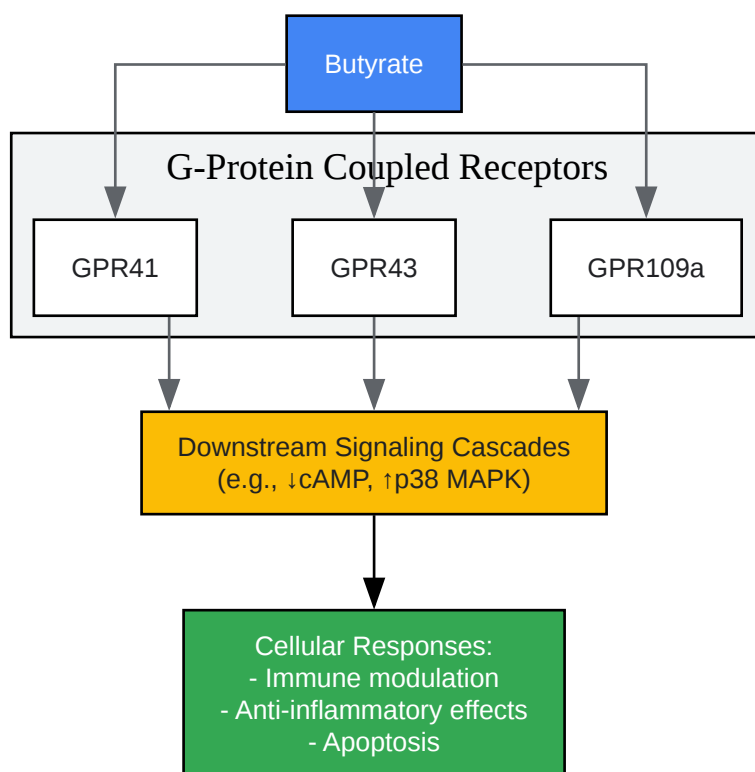 Butyrate
G-Protein Coupled Receptors
GPR41
GPR43
GPR109a
Downstream Signaling Cascades
(e.g., ↓cAMP, ↑p38 MAPK)
Cellular Responses:
- Immune modulation
- Anti-inflammatory effects
- Apoptosis